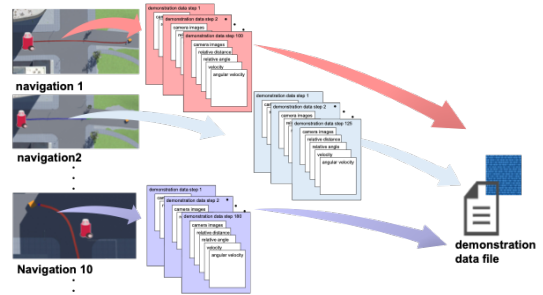 demonstration data step 1
demonstration data step 2
demonstration data step 100
camera images
relative distance
relative angle
velocity
angular velocity
navigation 1
demonstration data step 1
demonstration data step 2
demonstration data step 125
camera images
relative distance
relative angle
velocity
angular velocity
navigation2
demonstration data step 1
demonstration data step 2
camera images
demonstration data step 180
camera images
relative distance
relative angle
velocity
angular velocity
Navigation 10
demonstration
data file